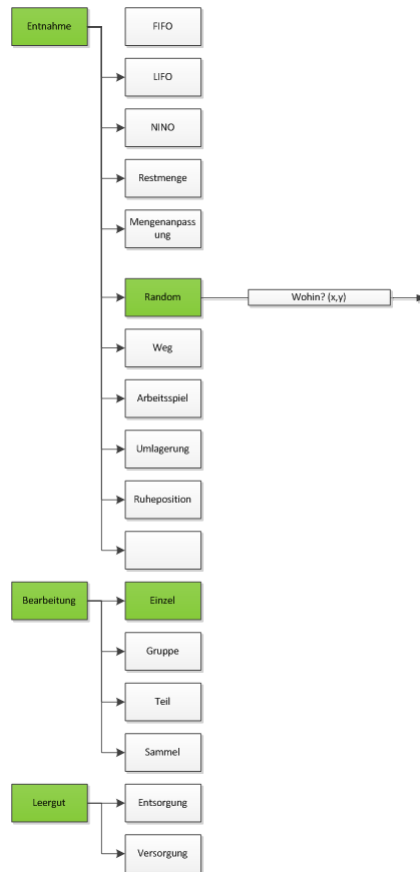 Entnahme
FIFO
LIFO
NINO
Restmenge
Mengenanpass
ung
Random
Wohin? (x,y)
Weg
Arbeitsspiel
Umlagerung
Ruheposition
Bearbeitung
Einzel
Gruppe
Teil
Sammel
Leergut
Entsorgung
Versorgung